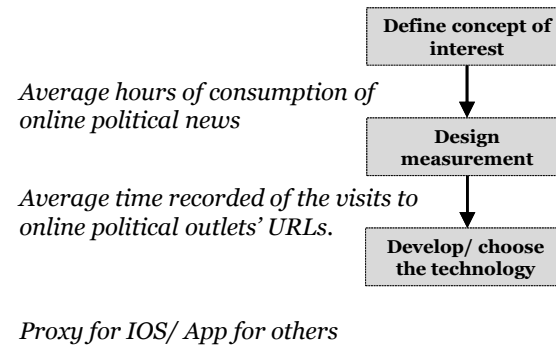 Define concept of
interest
Average hours of consumption of
online political news
Design
measurement
Average time recorded of the visits to
online political outlets' URLs.
Develop/ choose
the technology
Proxy for IOS/ App for others